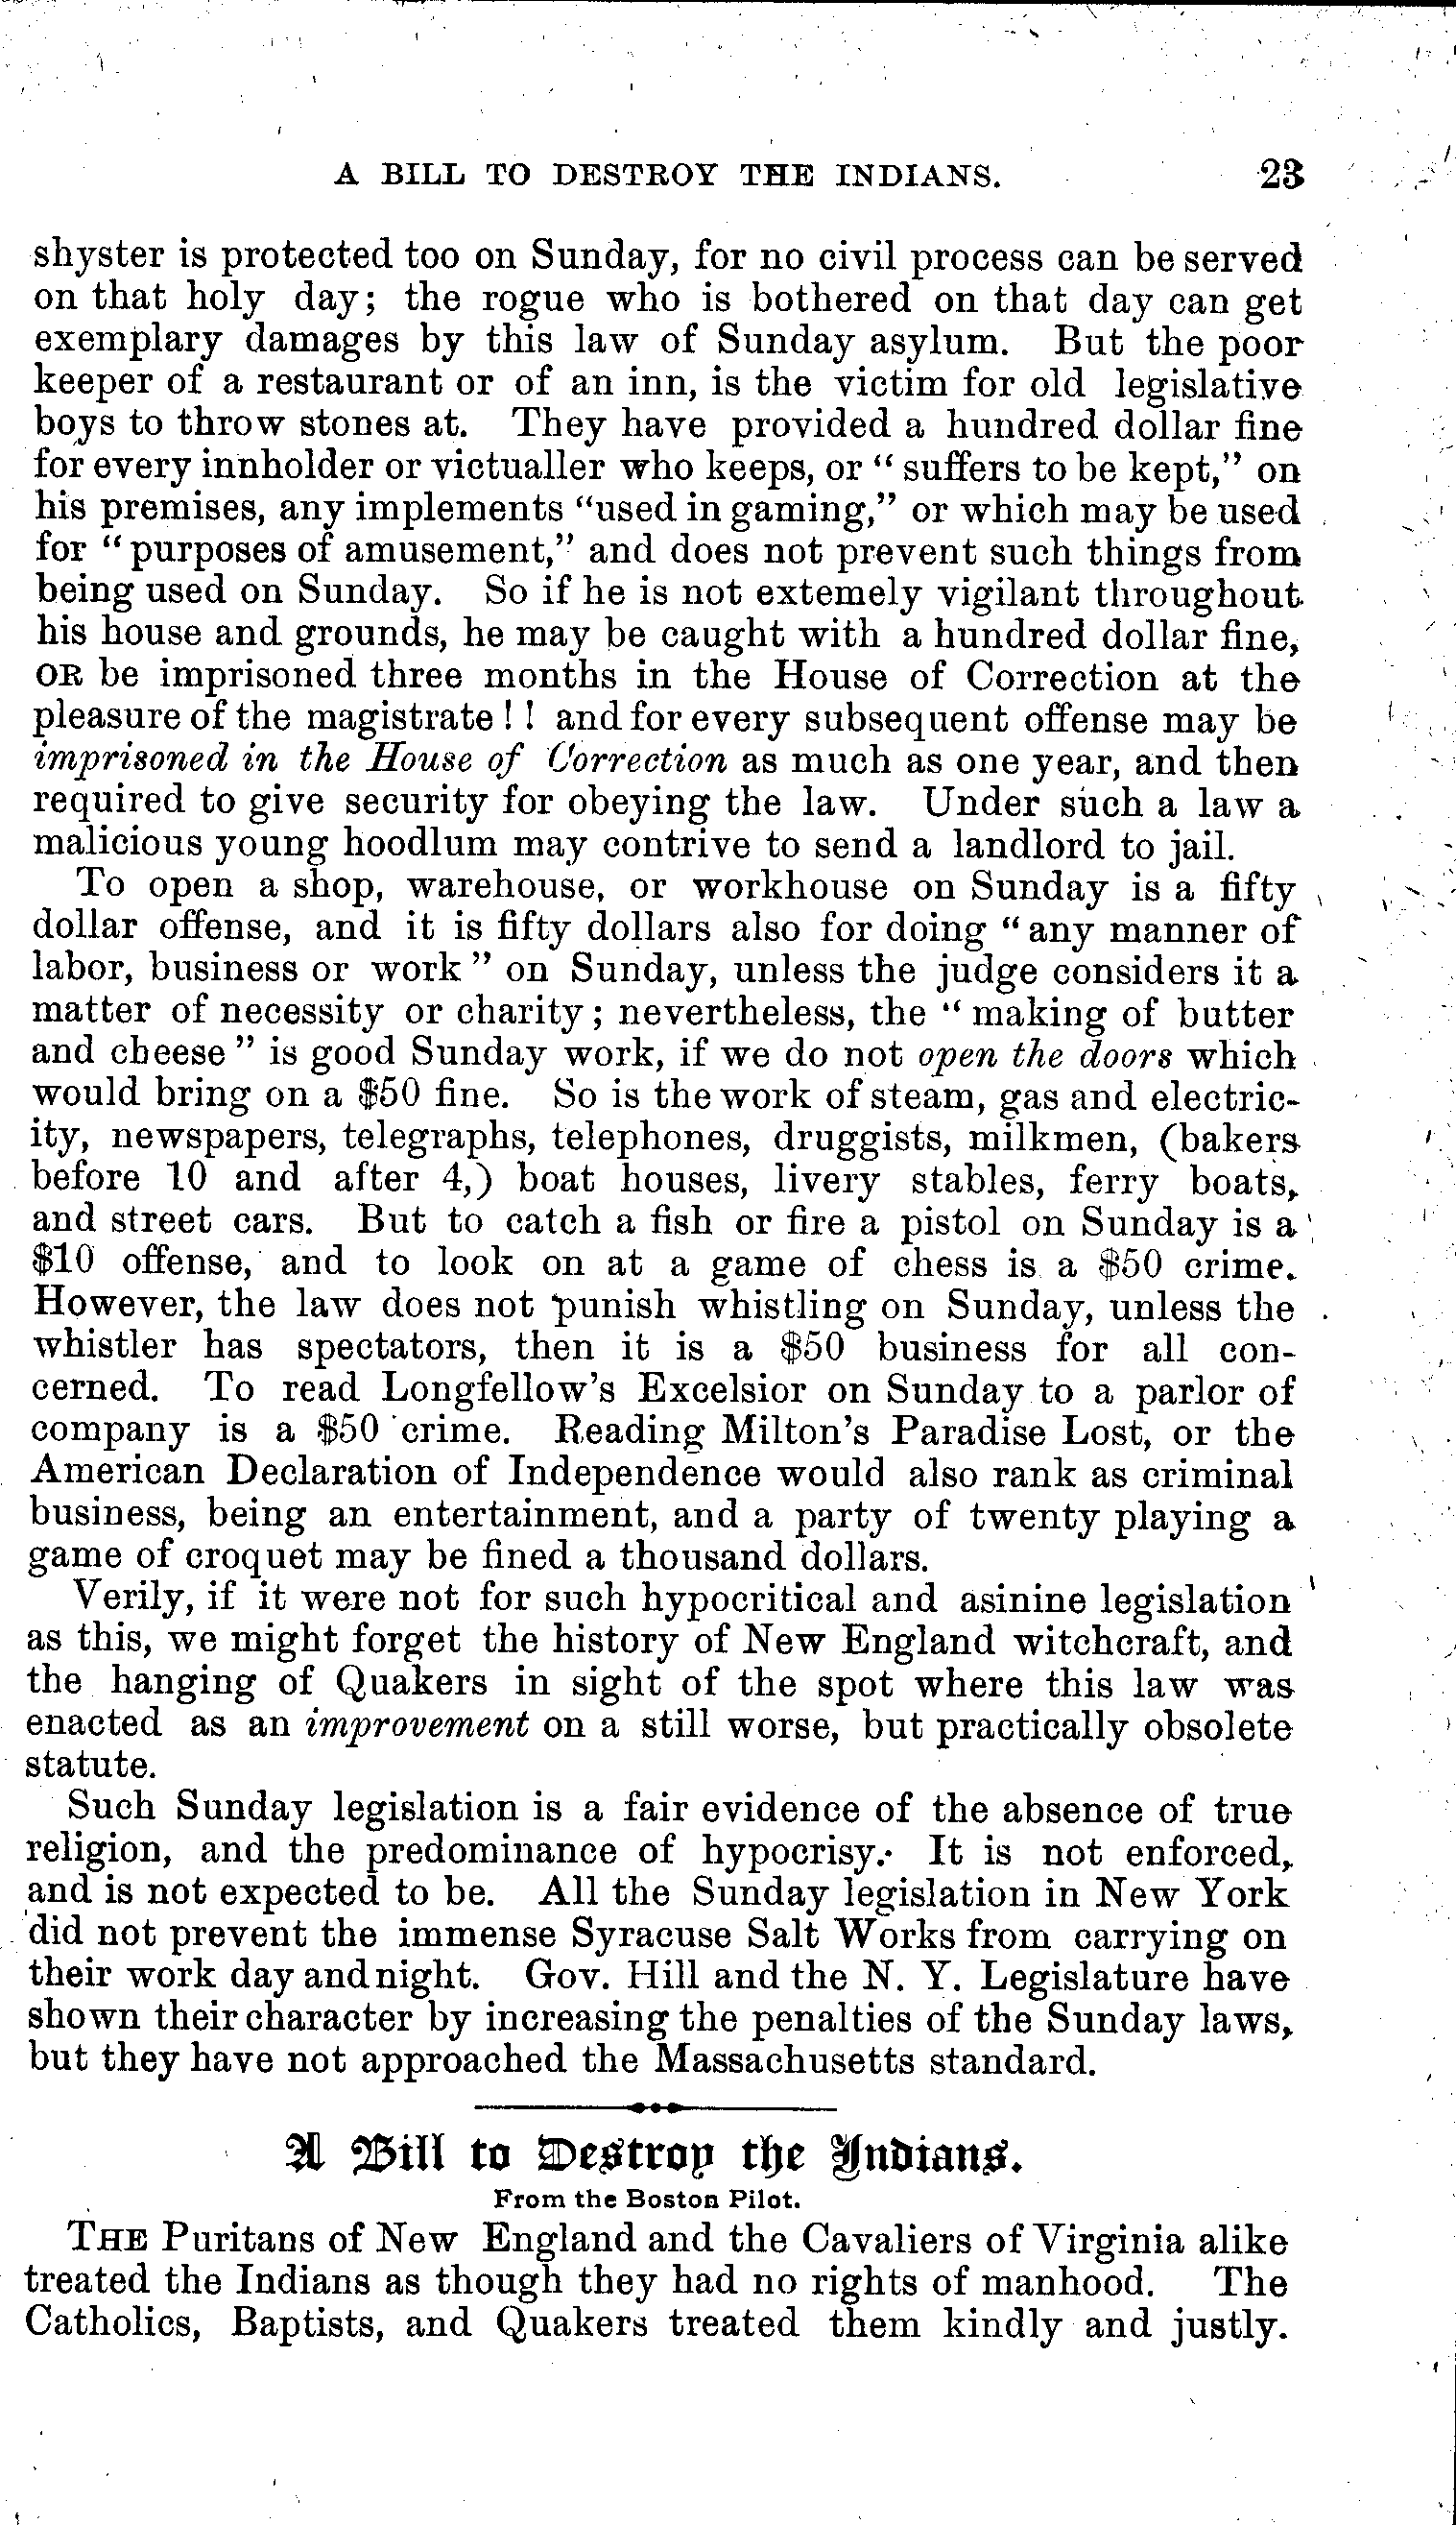 A BILL TO DESTROY THE INDIANS. 23
shyster is protected too on Sunday, for no civil process can be served
on that holy day; the rogue who is bothered on that day can get
exemplary damages by this law of Sunday asylum. But the poor
keeper of a restaurant or of an inn, is the victim for old legislative
boys to throw stones at. They have provided a hundred dollar fine
for every innholder or victualler who keeps, or "suffers to be kept," on
his premises, any implements "used in gaming," or which may be used
for "purposes of amusement," and does not prevent such things from
being used on Sunday. So if he is not extemely vigilant throughout
his house and grounds, he may be caught with a hundred dollar fine,
OR be imprisoned three months in the House of Correction at the
pleasure of the magistrate!! and for every subsequent offense may be
imprisoned in the House of Correction as much as one year, and then
required to give security for obeying the law. Under such a law a
malicious young hoodlum may contrive to send a landlord to jail.
To open a shop, warehouse, or workhouse on Sunday is a fifty
dollar offense, and it is fifty dollars also for doing "any manner of
labor, business or work" on Sunday, unless the judge considers it a
matter of necessity or charity; nevertheless, the "making of butter
and cheese" is good Sunday work, if we do not open the doors which
would bring on a $50 fine. So is the work of steam, gas and electric-
ity, newspapers, telegraphs, telephones, druggists, milkmen, (bakers
before 10 and after 4,) boat houses, livery stables, ferry boats,
and street cars. But to catch a fish or fire a pistol on Sunday is a
$10 offense, and to look on at a game of chess is a $50 crime.
However, the law does not punish whistling on Sunday, unless the
whistler has spectators, then it is a $50 business for all con-
cerned. To read Longfellow's Excelsior on Sunday to a parlor of
company is a $50 crime. Reading Milton's Paradise Lost, or the
American Declaration of Independence would also rank as criminal
business, being an entertainment, and a party of twenty playing a
game of croquet may be fined a thousand dollars.
Verily, if it were not for such hypocritical and asinine legislation
as this, we might forget the history of New England witchcraft, and
the hanging of Quakers in sight of the spot where this law was
enacted as an improvement on a still worse, but practically obsolete
statute.
Such Sunday legislation is a fair evidence of the absence of true
religion, and the predominance of hypocrisy. It is not enforced,
and is not expected to be. All the Sunday legislation in New York
did not prevent the immense Syracuse Salt Works from carrying on
their work day and night. Gov. Hill and the N. Y. Legislature have
shown their character by increasing the penalties of the Sunday laws,
but they have not approached the Massachusetts standard.
A Bill to Destroy the Indians.
From the Boston Pilot.
THE Puritans of New England and the Cavaliers of Virginia alike
treated the Indians as though they had no rights of manhood. The
Catholics, Baptists, and Quakers treated them kindly and justly.